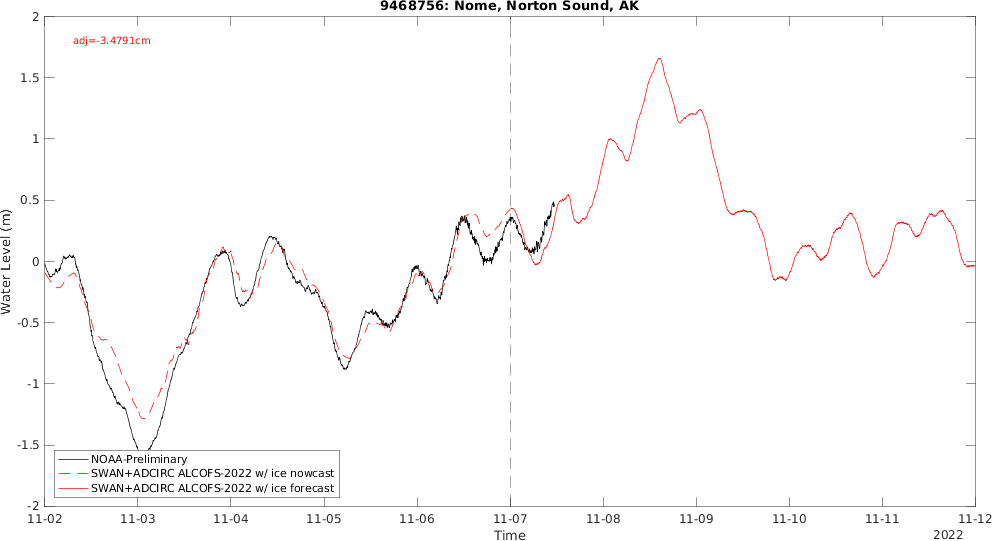 9468756: Nome, Norton Sound, AK
adj=-3.4791cm
Water Level (m)
2
1.5
1
0.5
0
-0.5
-1
-1.5
-2
NOAA-Preliminary
SWAN+ADCIRC ALCOFS-2022 w/ ice nowcast
SWAN+ADCIRC ALCOFS-2022 w/ ice forecast
11-02 11-03 11-04 11-05 11-06 11-07 11-08 11-09 11-10 11-11 11-12
Time
2022